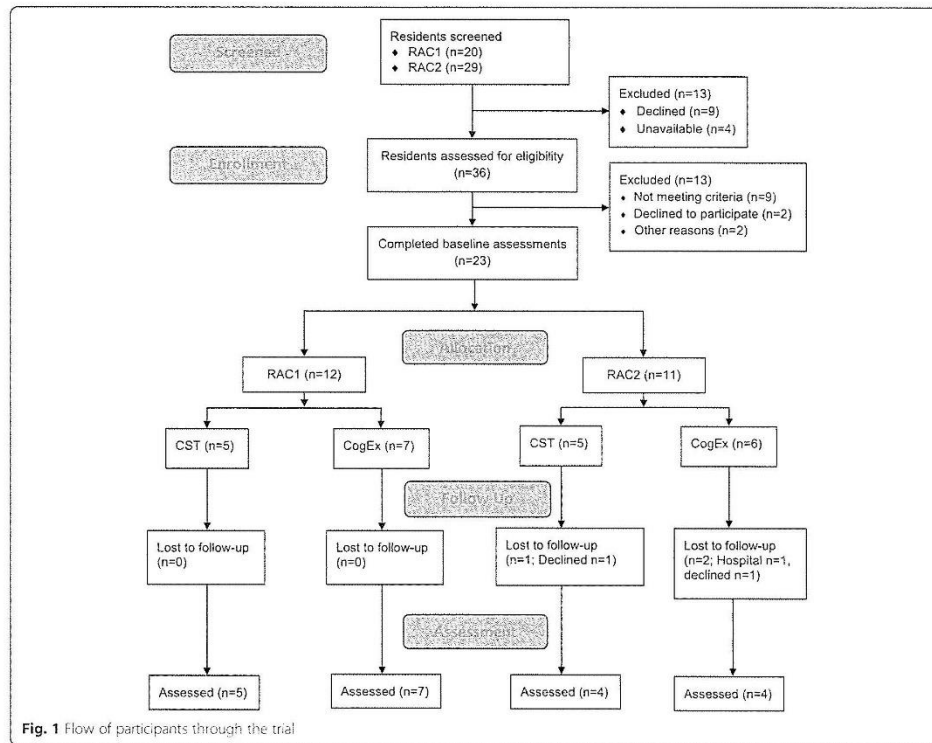 Screened
Residents screened
♦ RAC1 (n=20)
♦ RAC2 (n=29)
Excluded (n=13)
♦ Declined (n=9)
♦ Unavailable (n=4)
Enrollment
Residents assessed for eligibility
(n=36)
Excluded (n=13)
• Not meeting criteria (n=9)
• Declined to participate (n=2)
• Other reasons (n=2)
Completed baseline assessments
(n=23)
Allocation
RAC1 (n=12)
RAC2 (n=11)
CST (n=5)
CogEx (n=7)
CST (n=5)
CogEx (n=6)
Follow-Up
Lost to follow-up
(n=0)
Lost to follow-up
(n=0)
Lost to follow-up
(n=1; Declined n=1)
Lost to follow-up
(n=2; Hospital n=1,
declined n=1)
Assessment
Assessed (n=5)
Assessed (n=7)
Assessed (n=4)
Assessed (n=4)
Fig. 1 Flow of participants through the trial